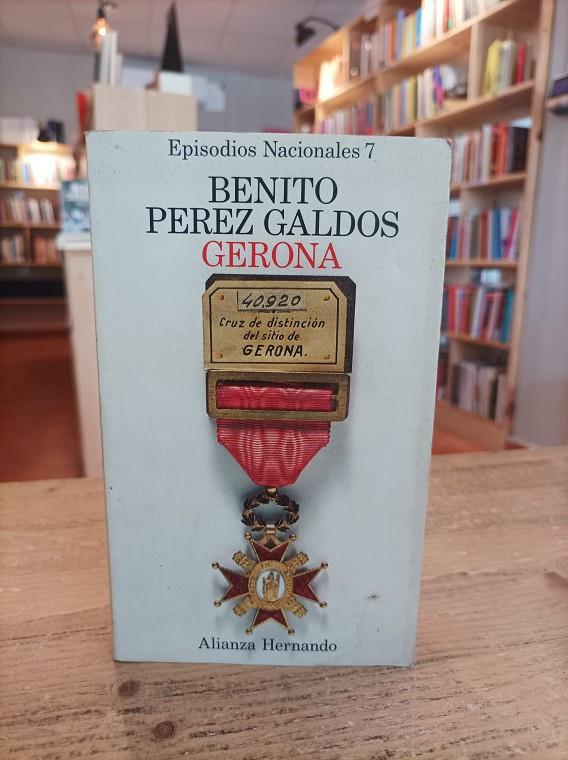 Episodios Nacionales 7
BENITO
PEREZ GALDOS
GERONA
40.920
Cruz de distinción
del sitio de
GERONA.
Alianza Hernando